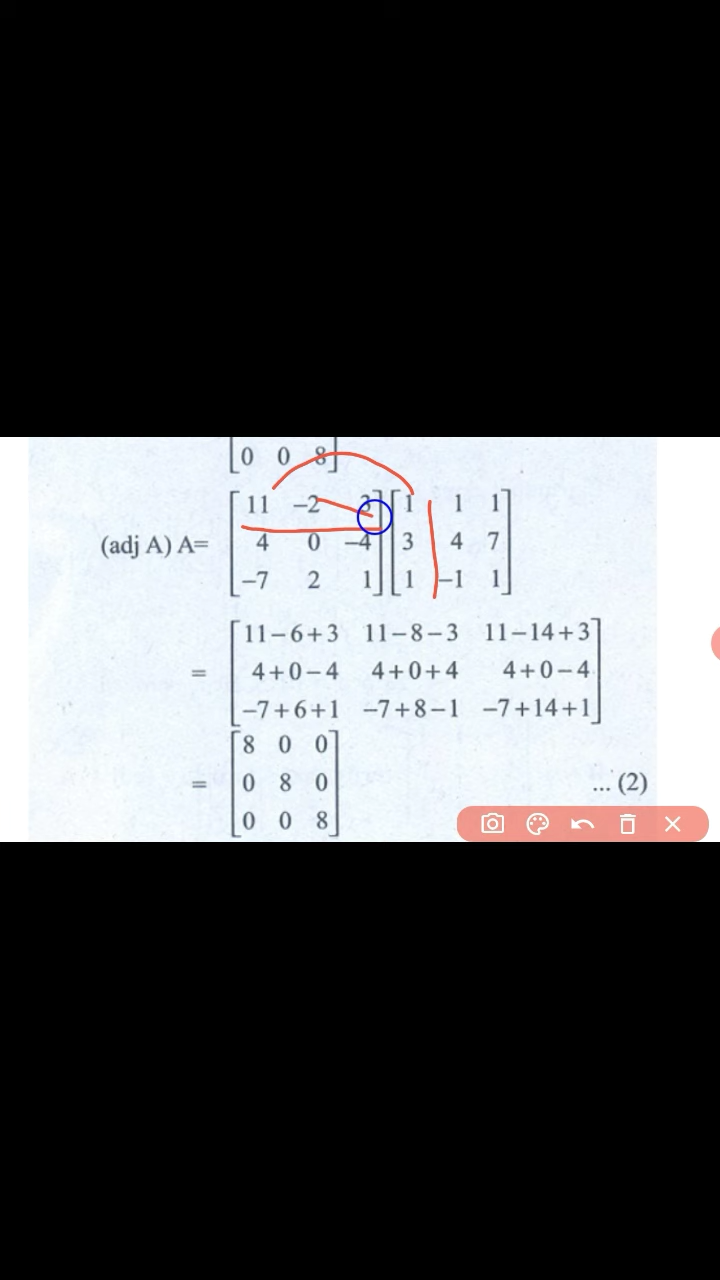 [0 0 8]
[11 −2 3] [1 1 1]
(adj A) A= [4 0 −4] [3 4 7]
[−7 2 1] [1 −1 1]
[11−6+3 11−8−3 11−14+3]
= [4+0−4 4+0+4 4+0−4]
[−7+6+1 −7+8−1 −7+14+1]
[8 0 0]
= [0 8 0] ... (2)
[0 0 8]